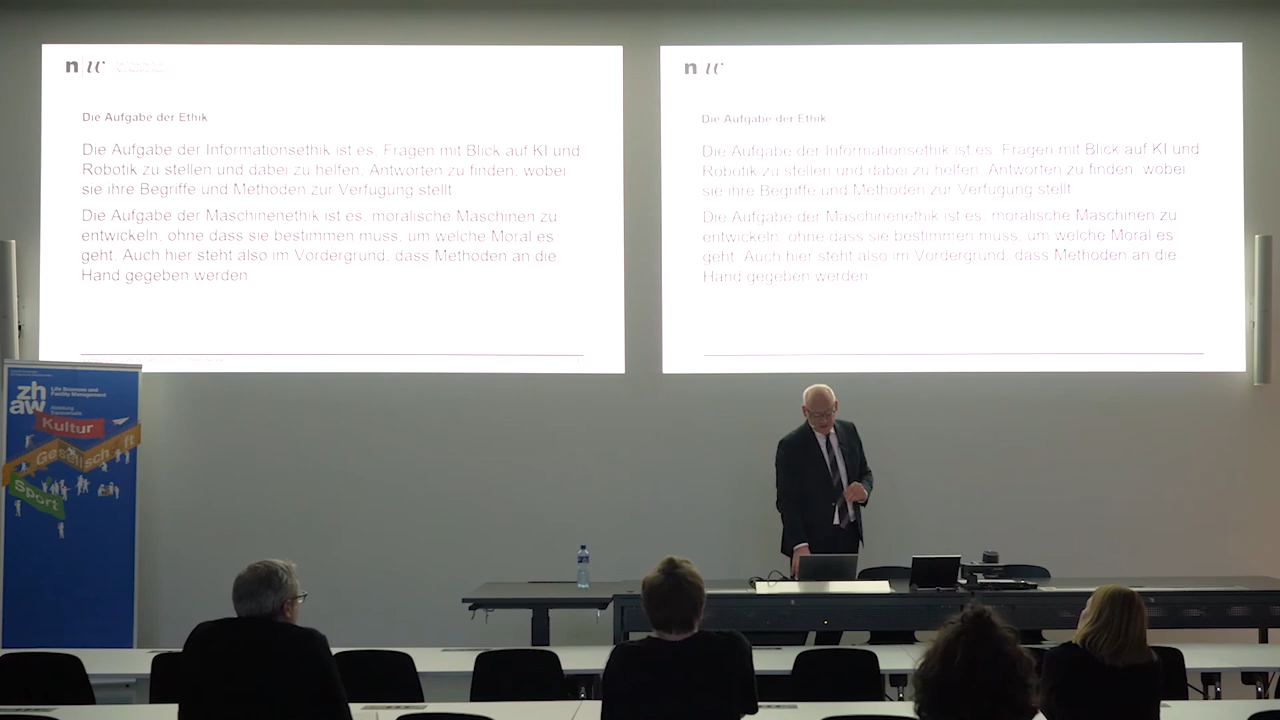 n w
Die Aufgabe der Ethik
Die Aufgabe der Informationsethik ist es, Fragen mit Blick auf KI und
Robotik zu stellen und dabei zu helfen, Antworten zu finden, wobei
sie ihre Begriffe und Methoden zur Verfügung stellt.
Die Aufgabe der Maschinenethik ist es, moralische Maschinen zu
entwickeln, ohne dass sie bestimmen muss, um welche Moral es
geht. Auch hier steht also im Vordergrund, dass Methoden an die
Hand gegeben werden.
n w
Die Aufgabe der Ethik
Die Aufgabe der Informationsethik ist es, Fragen mit Blick auf KI und
Robotik zu stellen und dabei zu helfen, Antworten zu finden, wobei
sie ihre Begriffe und Methoden zur Verfügung stellt.
Die Aufgabe der Maschinenethik ist es, moralische Maschinen zu
entwickeln, ohne dass sie bestimmen muss, um welche Moral es
geht. Auch hier steht also im Vordergrund, dass Methoden an die
Hand gegeben werden.
zh
aw
Life Sciences und
Facility Management
Kultur
Gesellschaft
Sport